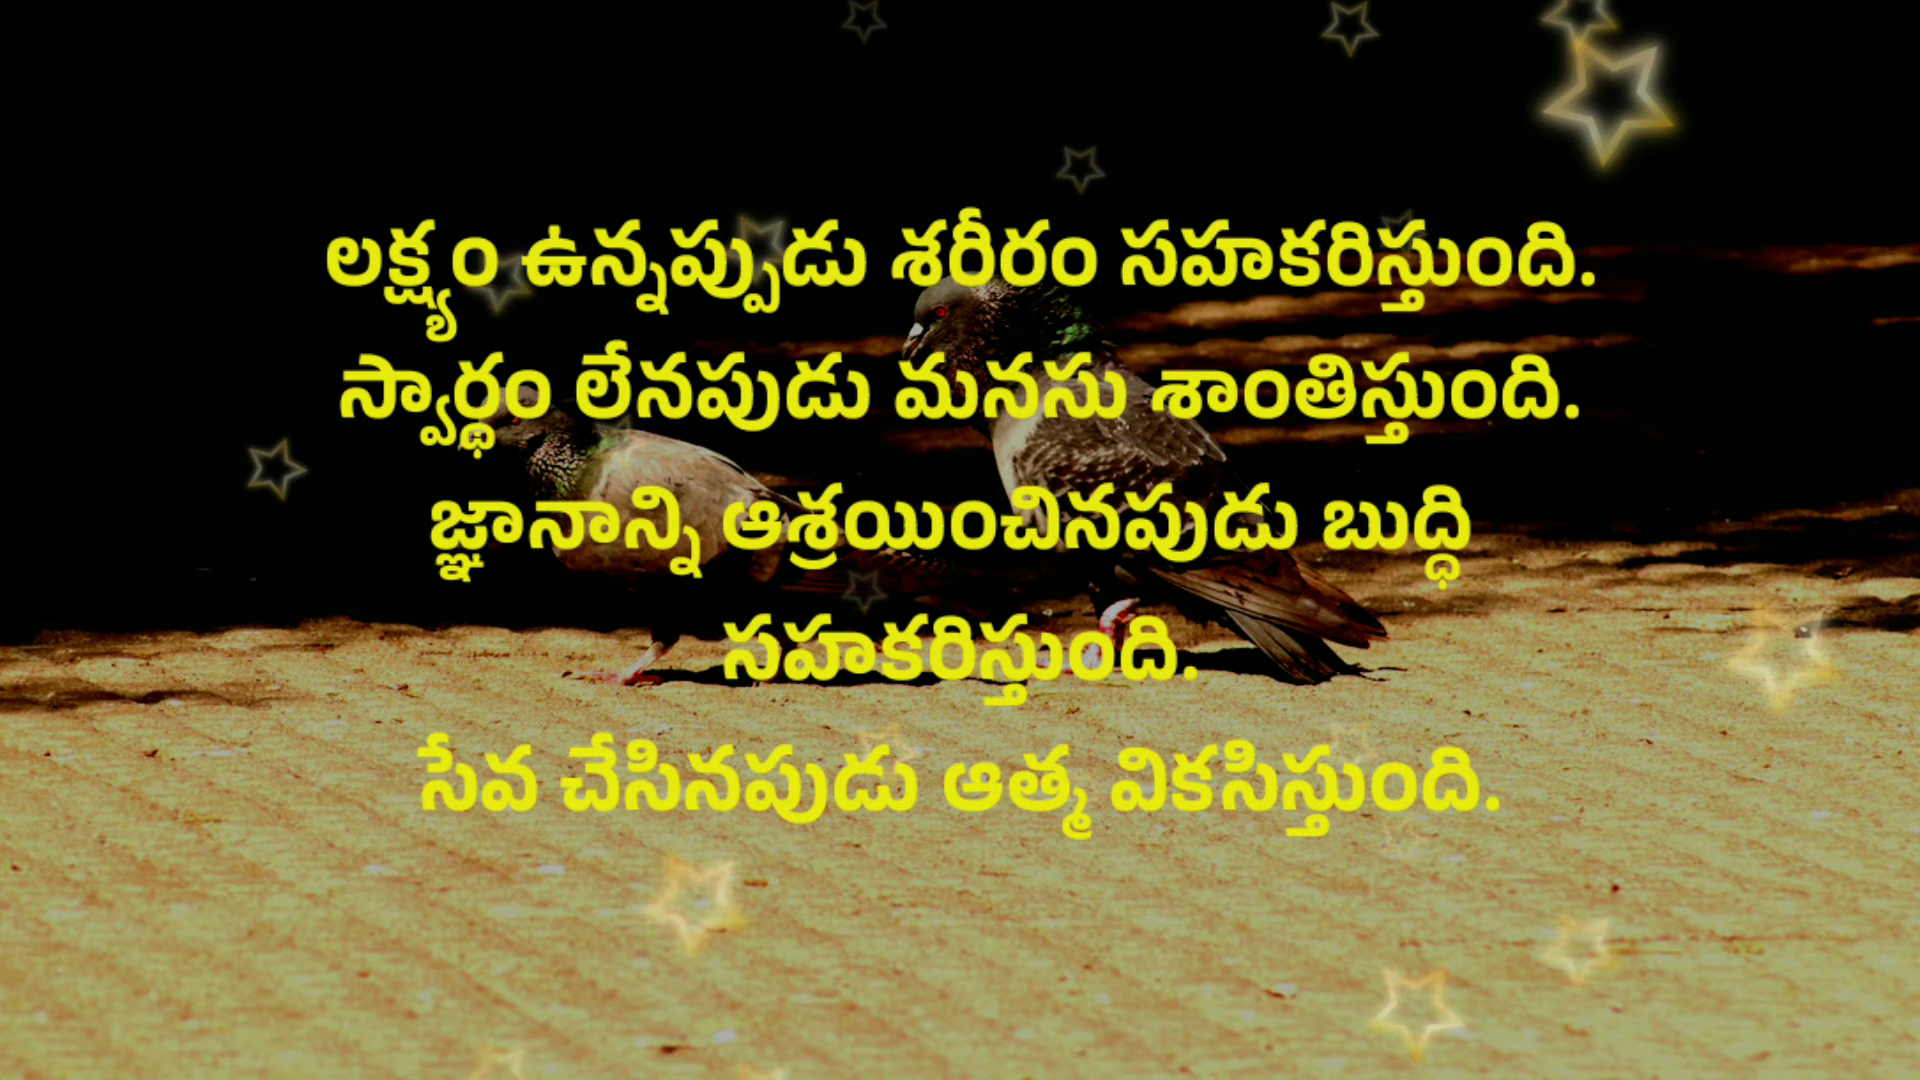 లక్ష్యం ఉన్నప్పుడు శరీరం సహకరిస్తుంది.
స్వార్థం లేనపుడు మనసు శాంతిస్తుంది.
జ్ఞానాన్ని ఆశ్రయించినపుడు బుద్ధి
సహకరిస్తుంది.
సేవ చేసినపుడు ఆత్మ వికసిస్తుంది.